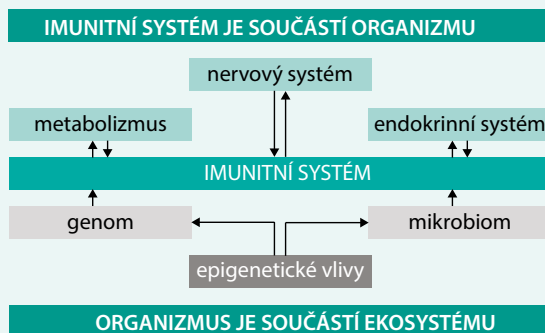 IMUNITNÍ SYSTÉM JE SOUČÁSTÍ ORGANIZMU
nervový systém
metabolizmus
endokrinní systém
IMUNITNÍ SYSTÉM
genom
mikrobiom
epigenetické vlivy
ORGANIZMUS JE SOUČÁSTÍ EKOSYSTÉMU